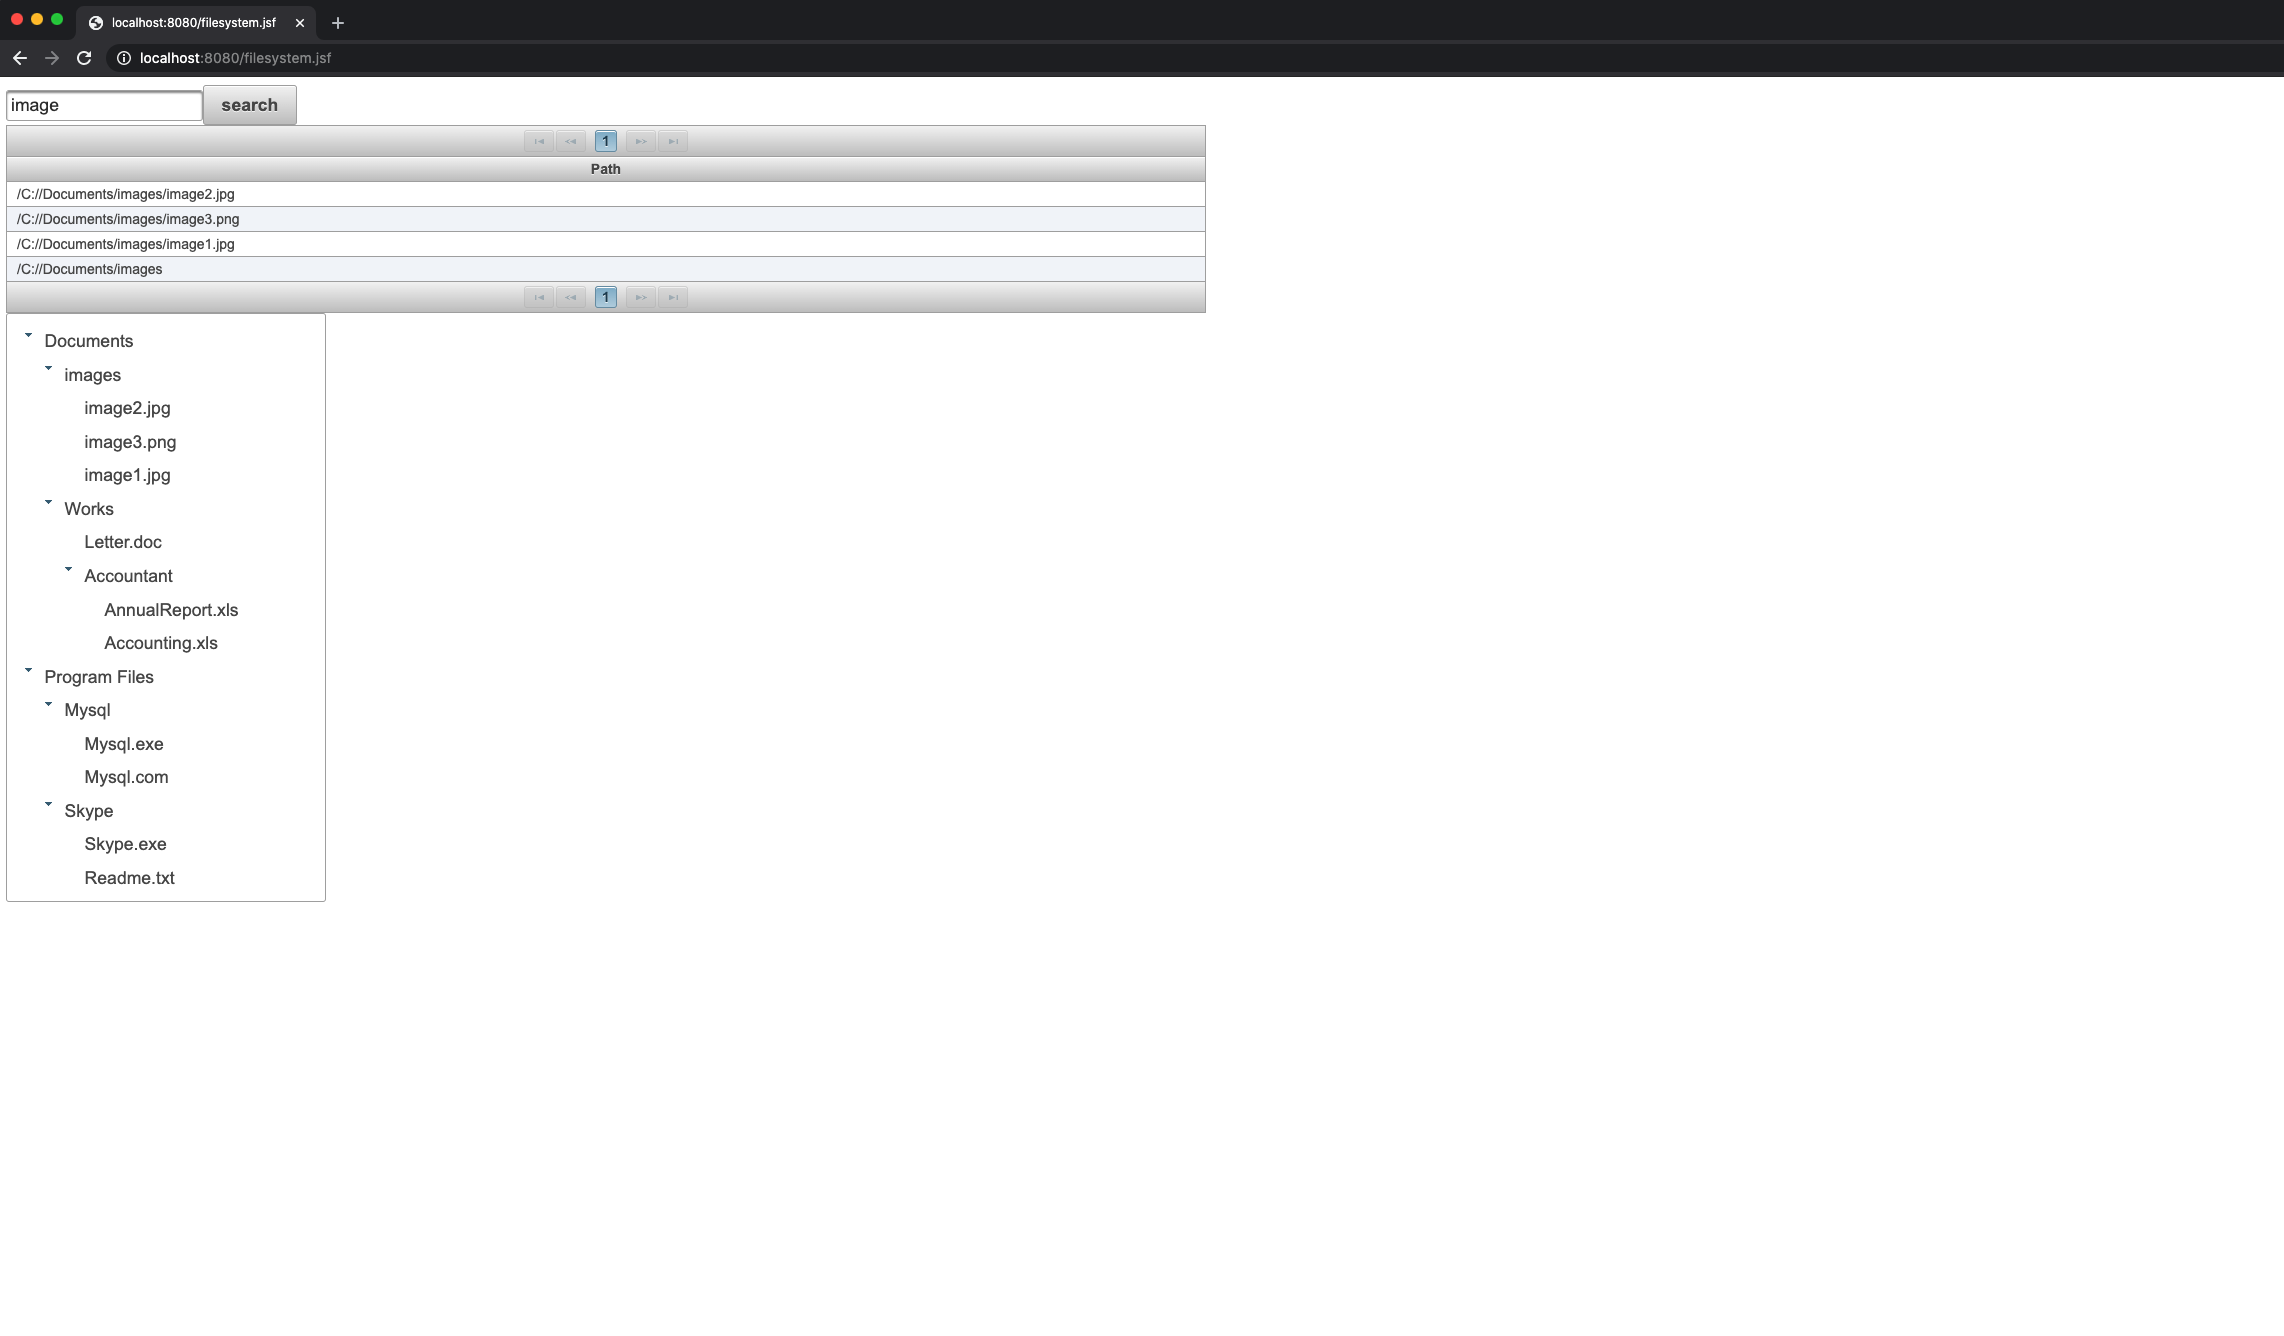 localhost:8080/filesystem.jsf
localhost:8080/filesystem.jsf
image search
1
Path
/C://Documents/images/image2.jpg
/C://Documents/images/image3.png
/C://Documents/images/image1.jpg
/C://Documents/images
1
Documents
images
image2.jpg
image3.png
image1.jpg
Works
Letter.doc
Accountant
AnnualReport.xls
Accounting.xls
Program Files
Mysql
Mysql.exe
Mysql.com
Skype
Skype.exe
Readme.txt